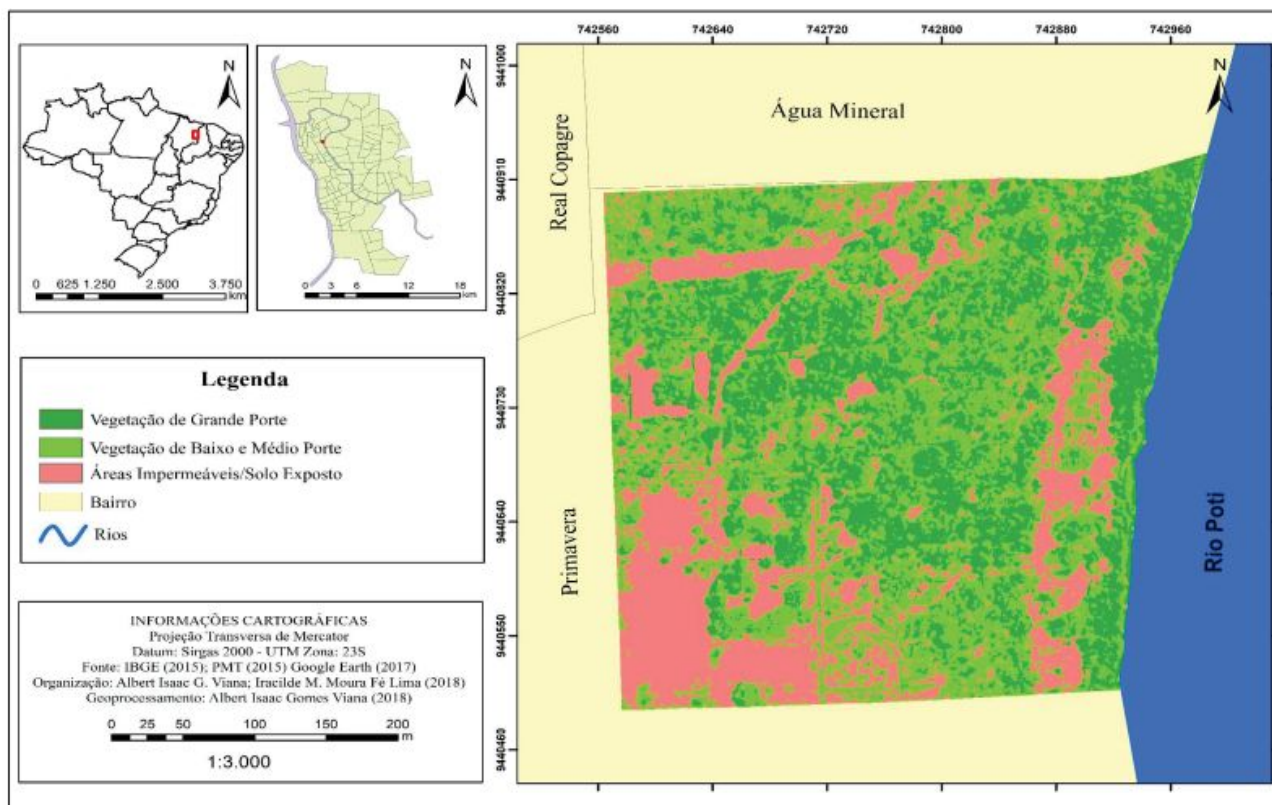 N
0 625 1.250 2.500 3.750
km
N
0 3 6 12 18
km
Legenda
Vegetação de Grande Porte
Vegetação de Baixo e Médio Porte
Áreas Impermeáveis/Solo Exposto
Bairro
Rios
INFORMAÇÕES CARTOGRÁFICAS
Projeção Transversa de Mercator
Datum: Sirgas 2000 - UTM Zona: 23S
Fonte: IBGE (2015); PMT (2015) Google Earth (2017)
Organização: Albert Isaac G. Viana; Iracilde M. Moura Fé Lima (2018)
Geoprocessamento: Albert Isaac Gomes Viana (2018)
0 25 50 100 150 200
m
1:3.000
742560 742640 742720 742800 742880 742960
9441000
9440910
9440820
9440730
9440640
9440550
9440460
N
Água Mineral
Real Copagre
Primavera
Rio Poti